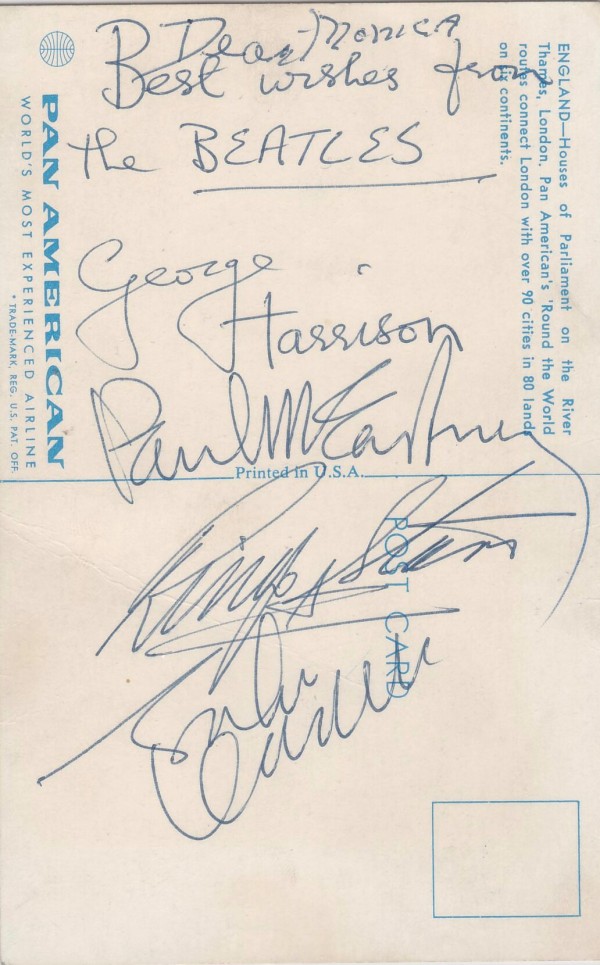 Dear Monica
Best wishes from
the BEATLES
George
Harrison
Paul McCartney
Ringo Starr
John Lennon
PAN AMERICAN
WORLD'S MOST EXPERIENCED AIRLINE
* TRADE-MARK, REG. U.S. PAT. OFF.
ENGLAND—Houses of Parliament on the River
Thames, London. Pan American's 'Round the World
routes connect London with over 90 cities in 80 lands
on six continents.
Printed in U.S.A.
POST CARD